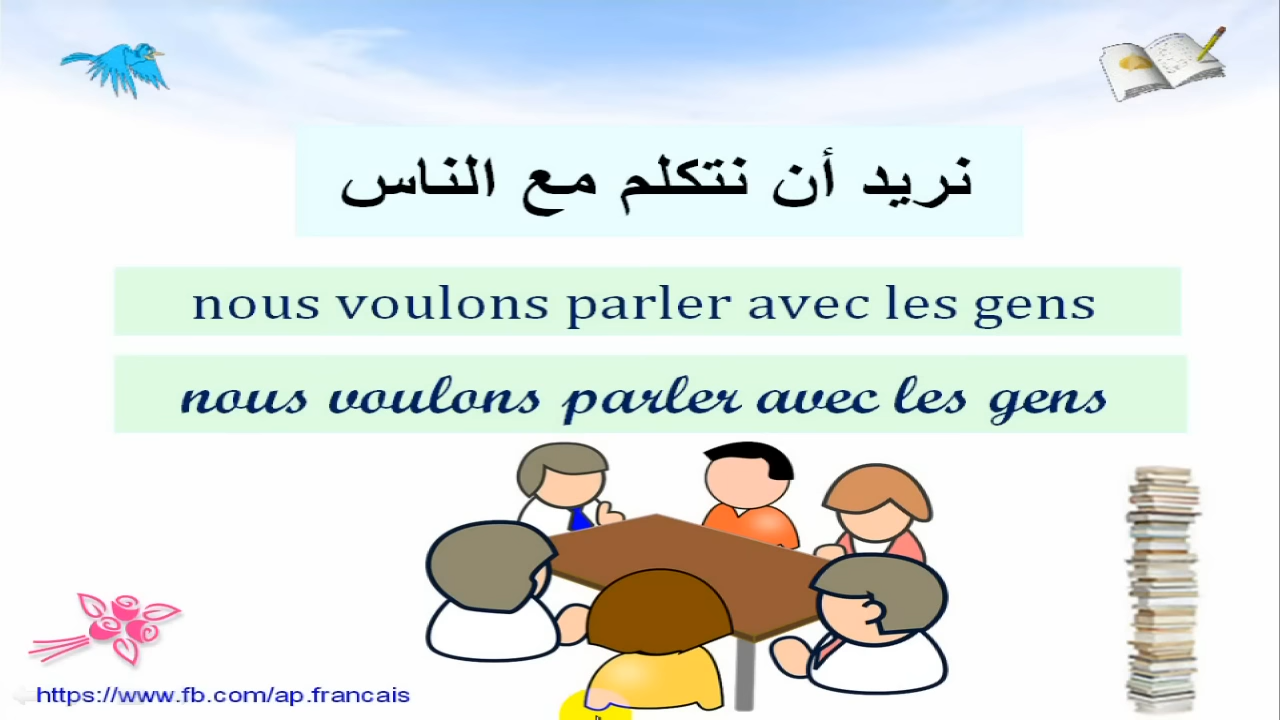 نريد أن نتكلم مع الناس
nous voulons parler avec les gens
nous voulons parler avec les gens
https://www.fb.com/ap.francais